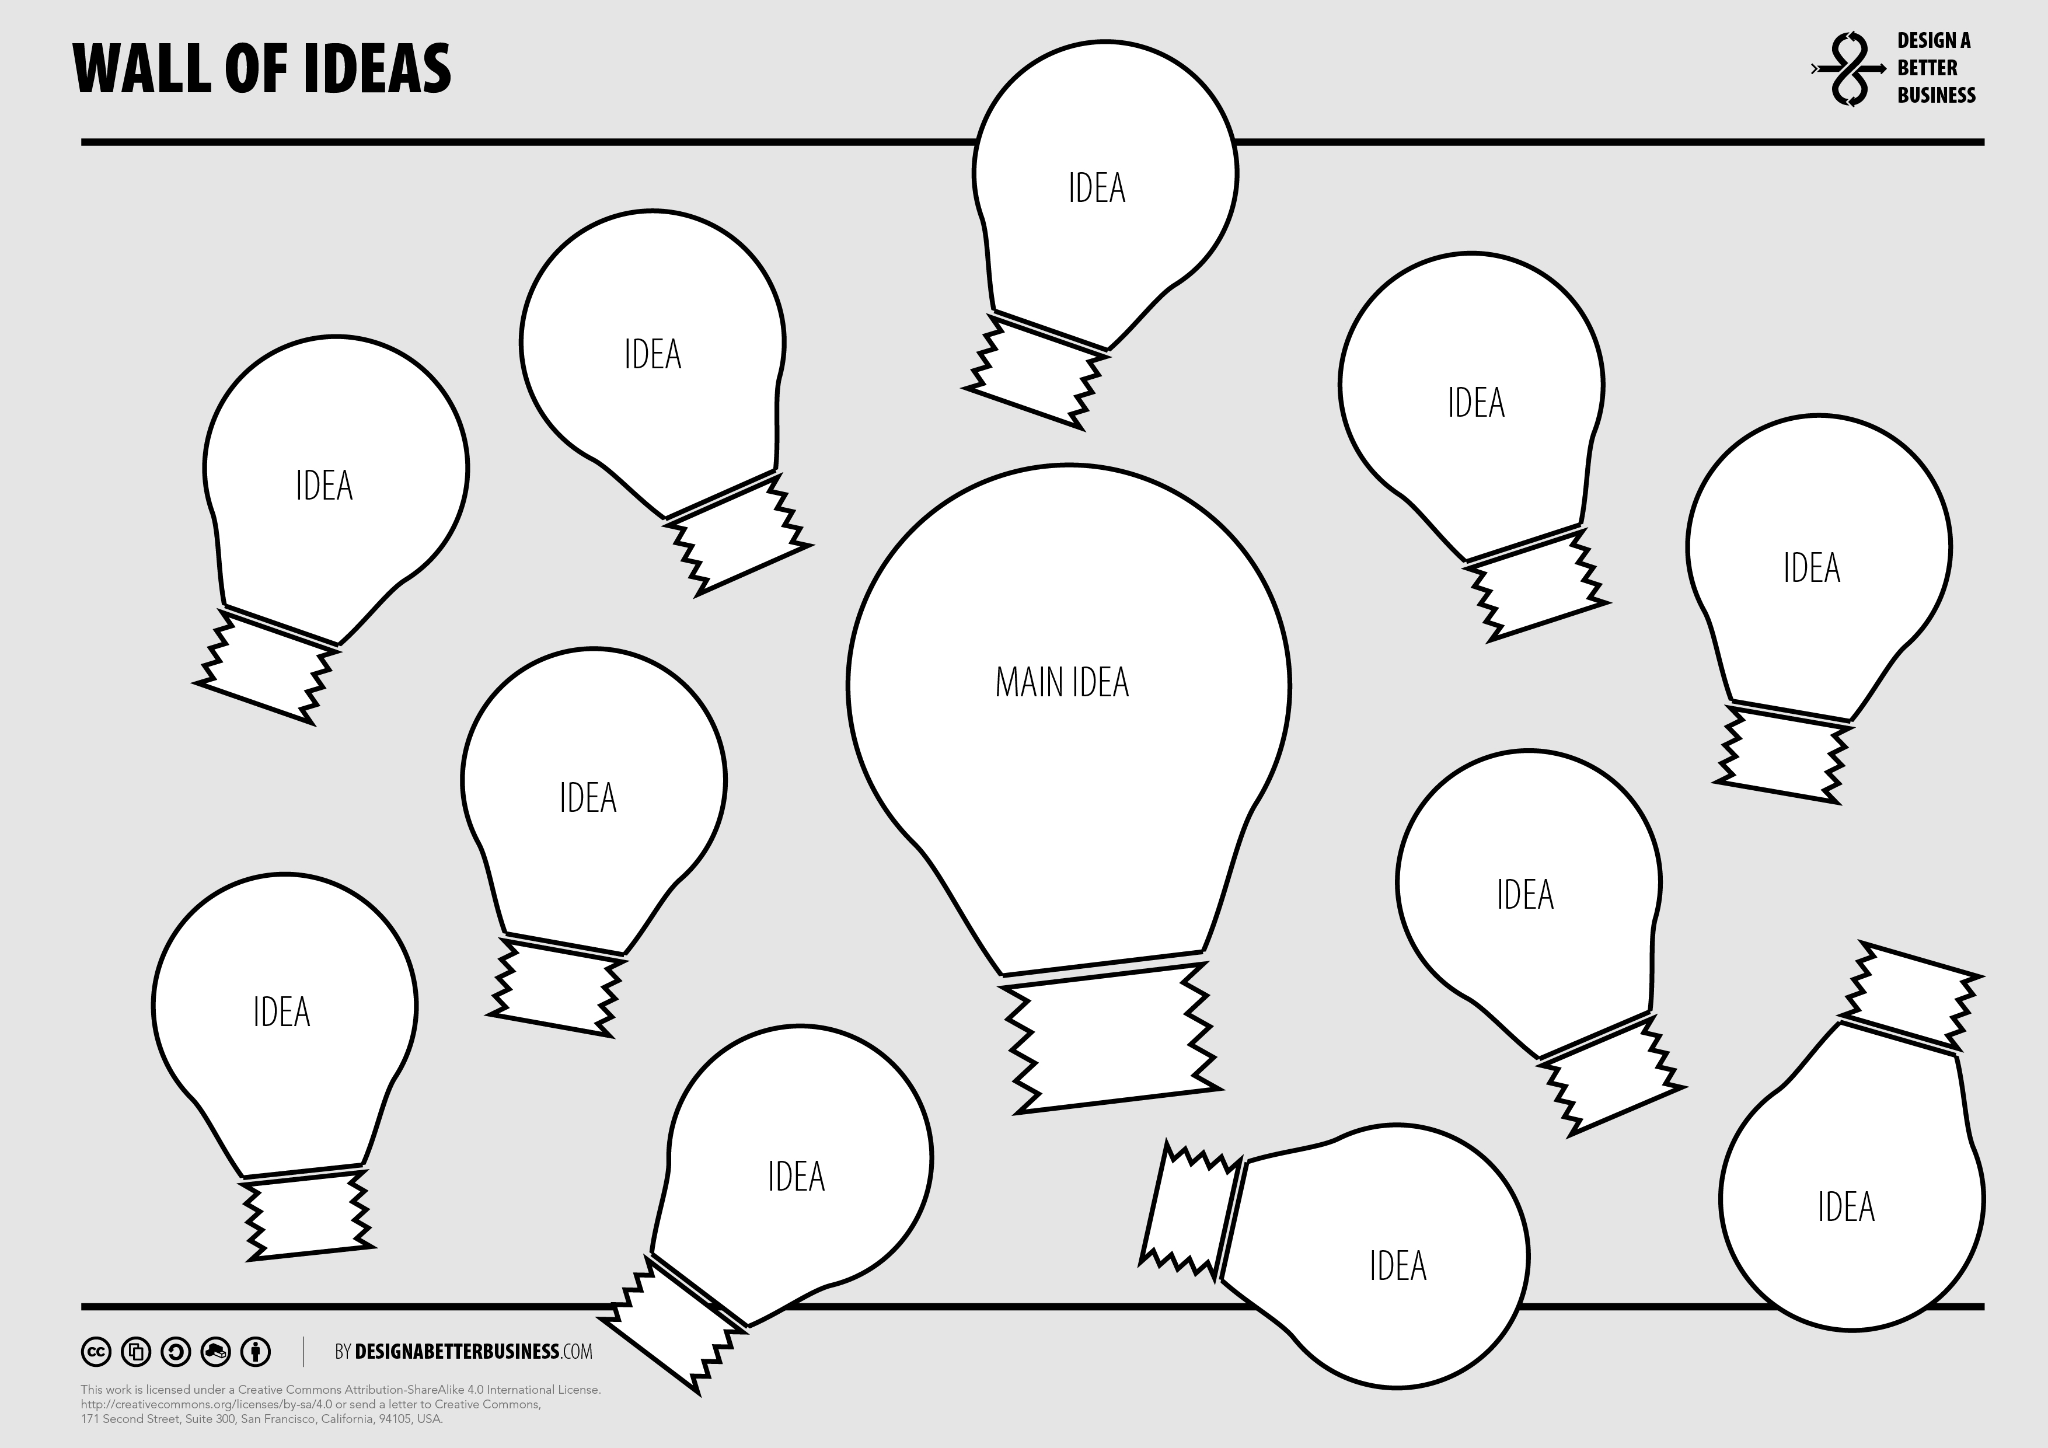 WALL OF IDEAS
DESIGN A
BETTER
BUSINESS
IDEA
IDEA
IDEA
IDEA
IDEA
MAIN IDEA
IDEA
IDEA
IDEA
IDEA
IDEA
IDEA
cc
BY DESIGNABETTERBUSINESS.COM
This work is licensed under a Creative Commons Attribution-ShareAlike 4.0 International License.
http://creativecommons.org/licenses/by-sa/4.0 or send a letter to Creative Commons,
171 Second Street, Suite 300, San Francisco, California, 94105, USA.